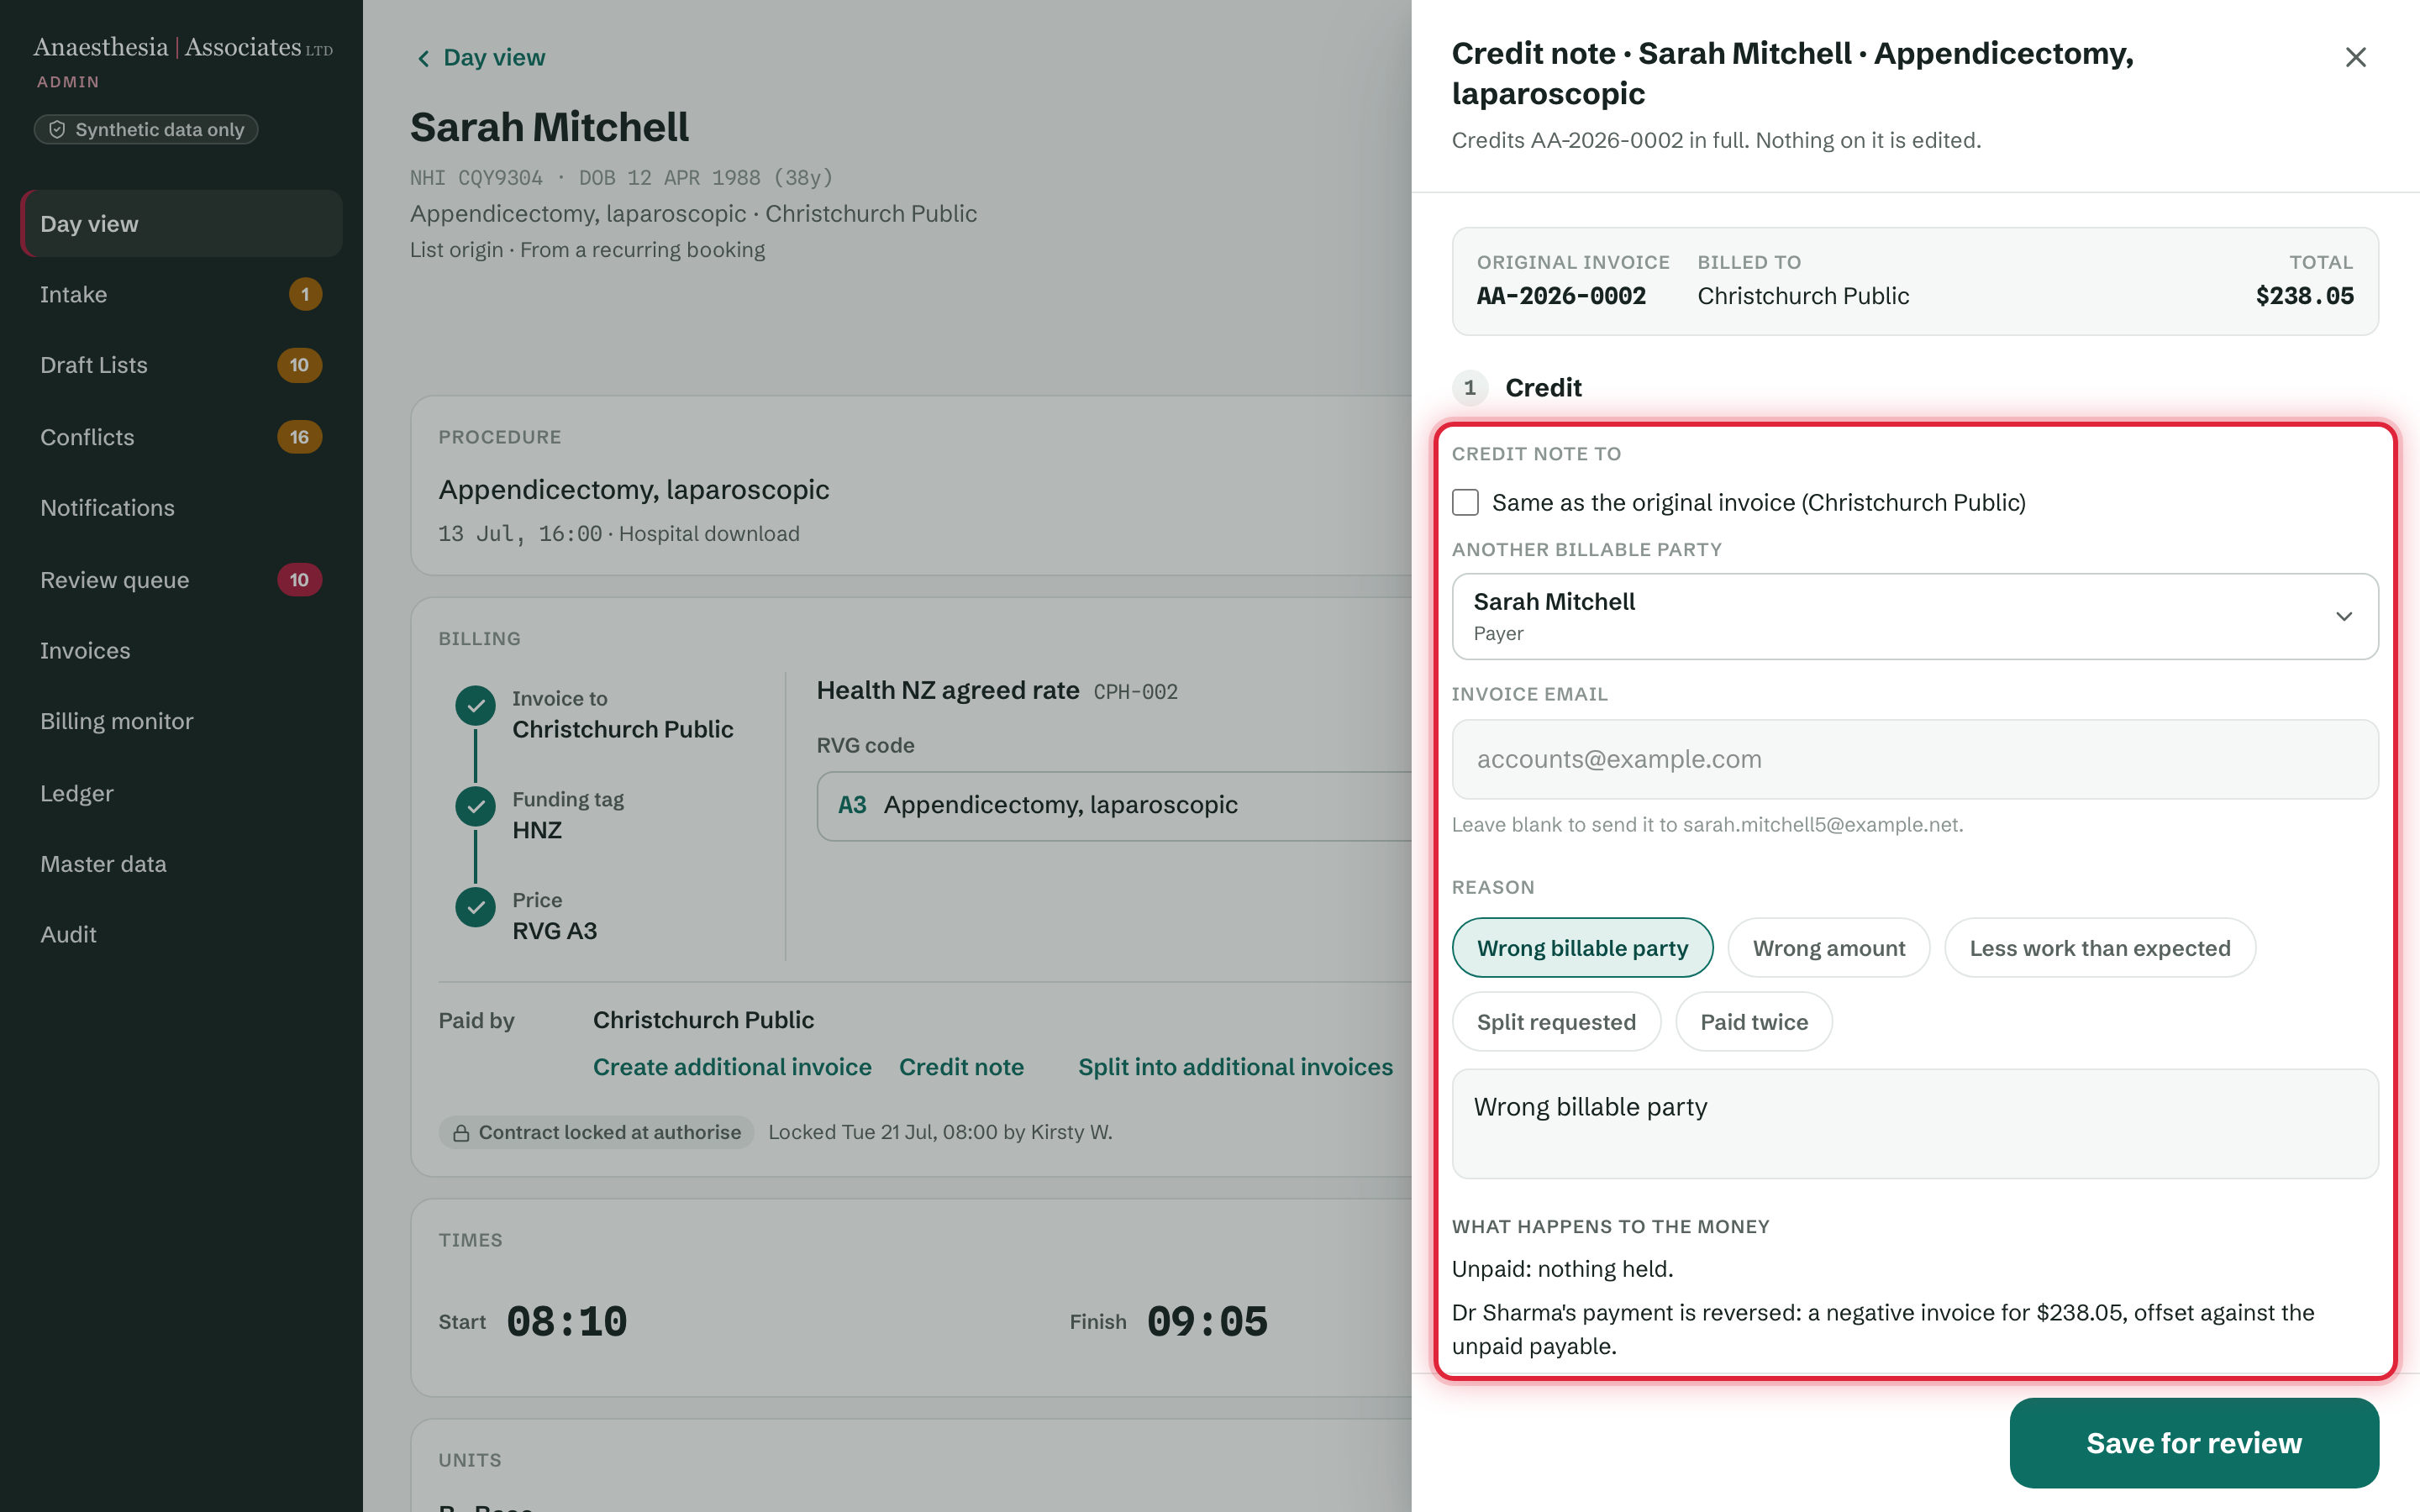 Anaesthesia | Associates LTD
ADMIN
Synthetic data only
Day view
Intake 1
Draft Lists 10
Conflicts 16
Notifications
Review queue 10
Invoices
Billing monitor
Ledger
Master data
Audit
Day view
Sarah Mitchell
NHI CQY9304 · DOB 12 APR 1988 (38y)
Appendicectomy, laparoscopic · Christchurch Public
List origin · From a recurring booking
PROCEDURE
Appendicectomy, laparoscopic
13 Jul, 16:00 · Hospital download
BILLING
Invoice to
Christchurch Public
Funding tag
HNZ
Price
RVG A3
Health NZ agreed rate CPH-002
RVG code
A3 Appendicectomy, laparoscopic
Paid by Christchurch Public
Create additional invoice Credit note Split into additional invoices
Contract locked at authorise Locked Tue 21 Jul, 08:00 by Kirsty W.
TIMES
Start 08:10 Finish 09:05
UNITS
Credit note · Sarah Mitchell · Appendicectomy,
laparoscopic
Credits AA-2026-0002 in full. Nothing on it is edited.
ORIGINAL INVOICE BILLED TO TOTAL
AA-2026-0002 Christchurch Public $238.05
1 Credit
CREDIT NOTE TO
Same as the original invoice (Christchurch Public)
ANOTHER BILLABLE PARTY
Sarah Mitchell
Payer
INVOICE EMAIL
accounts@example.com
Leave blank to send it to sarah.mitchell5@example.net.
REASON
Wrong billable party Wrong amount Less work than expected
Split requested Paid twice
Wrong billable party
WHAT HAPPENS TO THE MONEY
Unpaid: nothing held.
Dr Sharma's payment is reversed: a negative invoice for $238.05, offset against the
unpaid payable.
Save for review